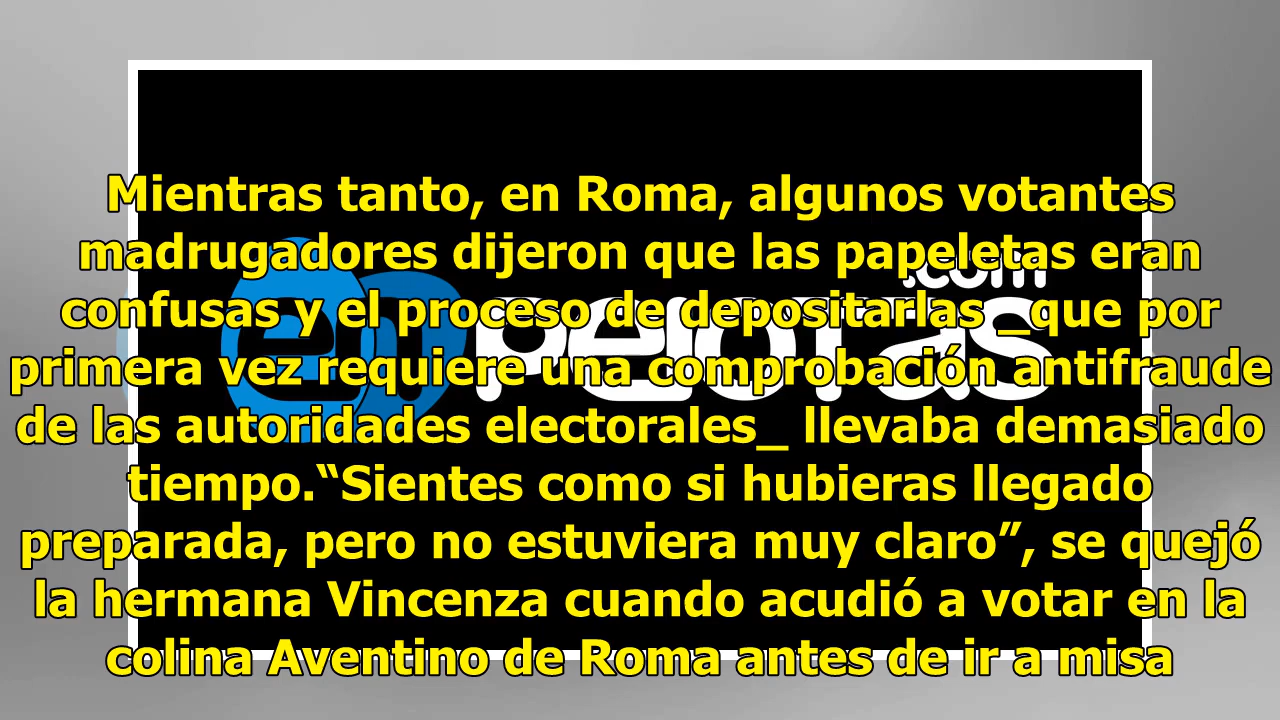 Mientras tanto, en Roma, algunos votantes
madrugadores dijeron que las papeletas eran
confusas y el proceso de depositarlas _que por
primera vez requiere una comprobación antifraude
de las autoridades electorales_ llevaba demasiado
tiempo.“Sientes como si hubieras llegado
preparada, pero no estuviera muy claro”, se quejó
la hermana Vincenza cuando acudió a votar en la
colina Aventino de Roma antes de ir a misa
en pelotas
.com